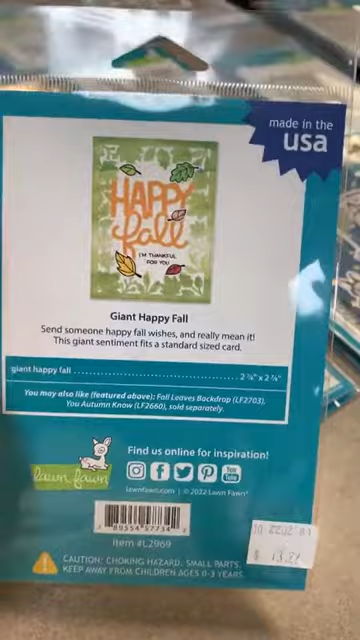 made in the
usa
HAPPY
fall
I'M THANKFUL
FOR YOU
Giant Happy Fall
Send someone happy fall wishes, and really mean it!
This giant sentiment fits a standard sized card.
giant happy fall
You may also like (featured above): Fall Leaves Backdrop (LF2703),
You Autumn Know (LF2660), sold separately.
lawn fawn
Find us online for inspiration!
You
Tube
lawnfawn.com | © 2022 Lawn Fawn®
item #L2969
CAUTION: CHOKING HAZARD. SMALL PARTS.
KEEP AWAY FROM CHILDREN AGES 0-3 YEARS.